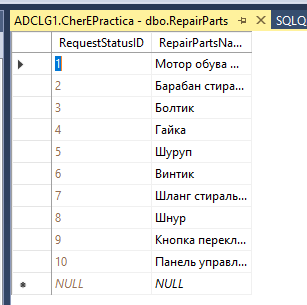 ADCLG1.CherEPractica - dbo.RepairParts SQLQ
RequestStatusID RepairPartsNa...
1 Мотор обува ...
2 Барабан стира...
3 Болтик
4 Гайка
5 Шуруп
6 Винтик
7 Шланг стираль...
8 Шнур
9 Кнопка перекл...
10 Панель управл...
NULL NULL